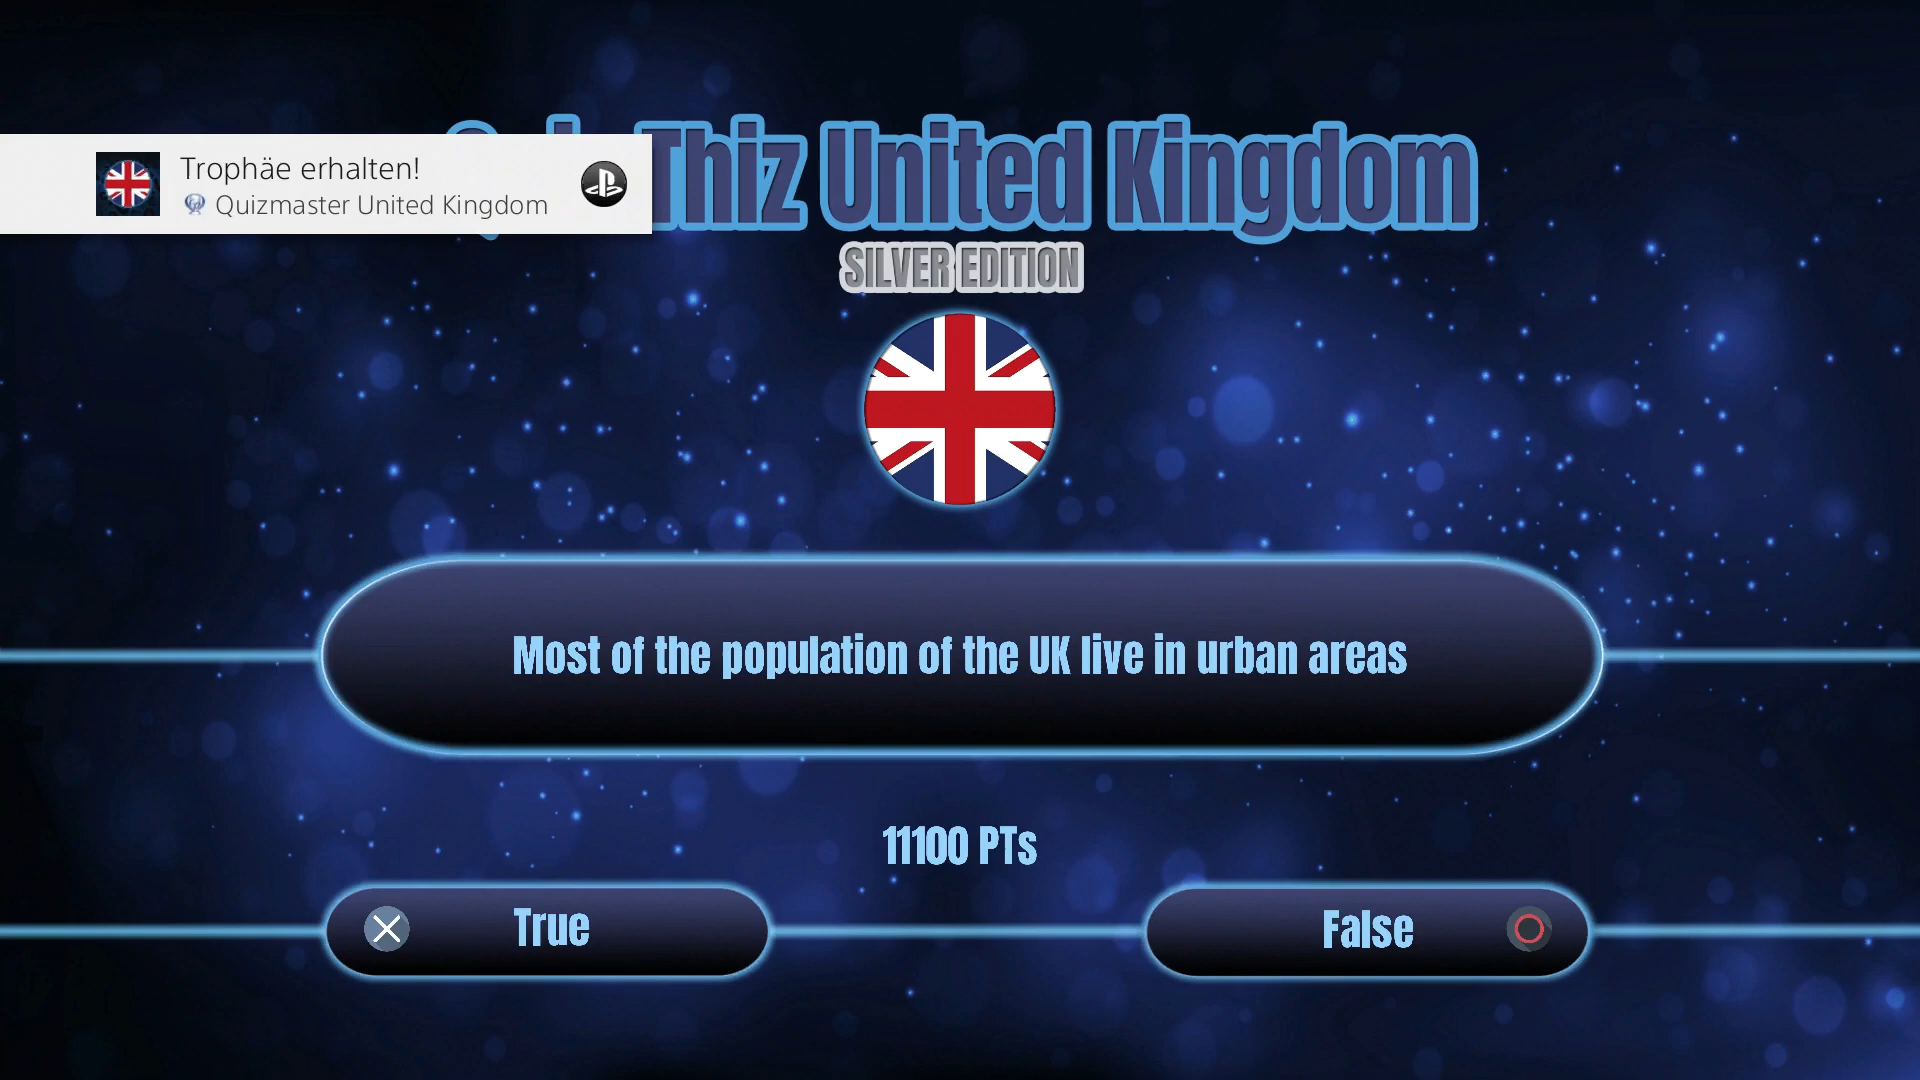 Trophäe erhalten!
Quizmaster United Kingdom
Thiz United Kingdom
SILVER EDITION
Most of the population of the UK live in urban areas
11100 PTs
True
False